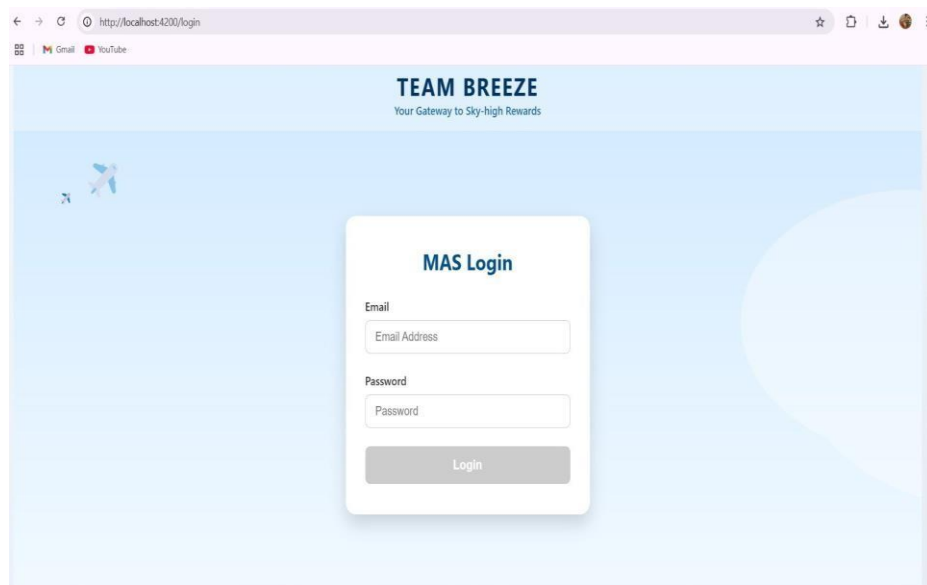 http://localhost:4200/login
Gmail YouTube
TEAM BREEZE
Your Gateway to Sky-high Rewards
MAS Login
Email
Email Address
Password
Password
Login